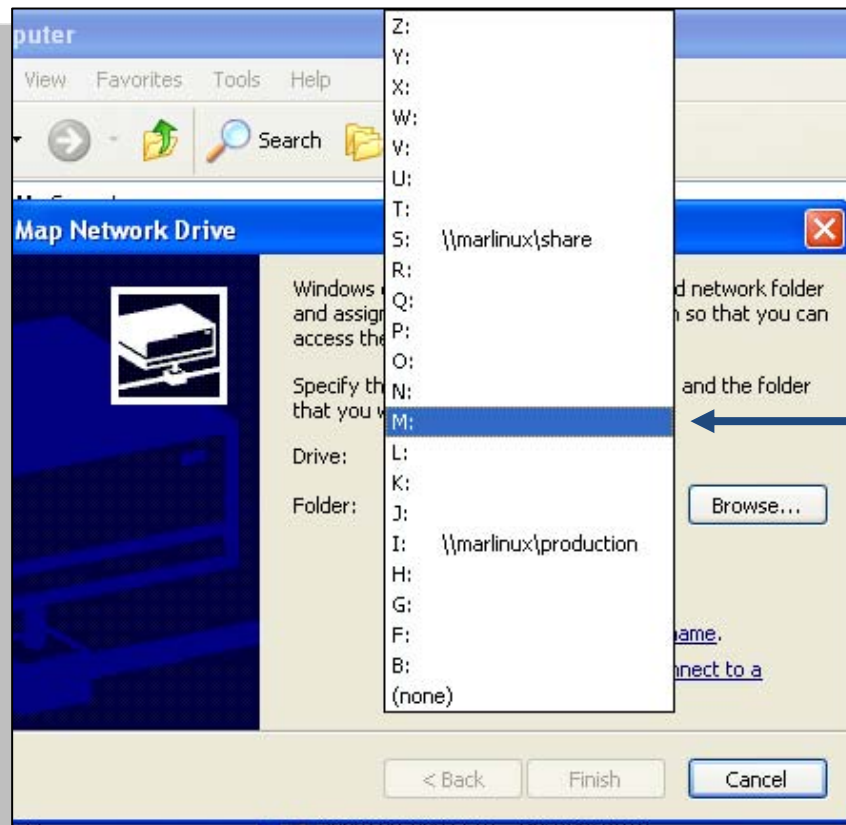 puter
View Favorites Tools Help
Search
Map Network Drive
Z:
Y:
X:
W:
V:
U:
T:
S: \\marlinux\share
R:
Q:
P:
O:
N:
M:
L:
K:
J:
I: \\marlinux\production
H:
G:
F:
B:
(none)
Windows d network folder
and assign so that you can
access the
Specify th and the folder
that you w
Drive:
Folder:
Browse...
ame.
nnect to a
< Back Finish Cancel